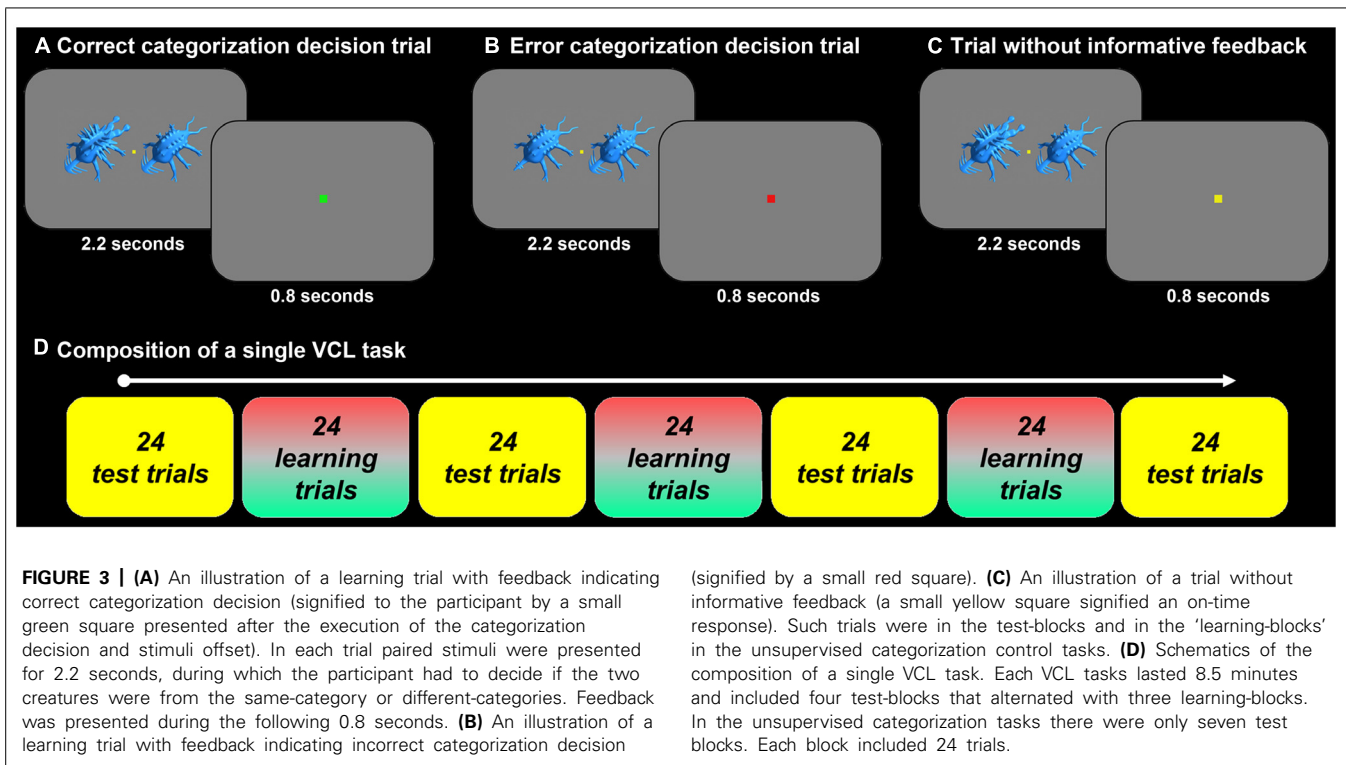 A Correct categorization decision trial
B Error categorization decision trial
C Trial without informative feedback
2.2 seconds
0.8 seconds
2.2 seconds
0.8 seconds
2.2 seconds
0.8 seconds
D Composition of a single VCL task
24
test trials
24
learning
trials
24
test trials
24
learning
trials
24
test trials
24
learning
trials
24
test trials
FIGURE 3 | (A) An illustration of a learning trial with feedback indicating
correct categorization decision (signified to the participant by a small
green square presented after the execution of the categorization
decision and stimuli offset). In each trial paired stimuli were presented
for 2.2 seconds, during which the participant had to decide if the two
creatures were from the same-category or different-categories. Feedback
was presented during the following 0.8 seconds. (B) An illustration of a
learning trial with feedback indicating incorrect categorization decision
(signified by a small red square). (C) An illustration of a trial without
informative feedback (a small yellow square signified an on-time
response). Such trials were in the test-blocks and in the 'learning-blocks'
in the unsupervised categorization control tasks. (D) Schematics of the
composition of a single VCL task. Each VCL tasks lasted 8.5 minutes
and included four test-blocks that alternated with three learning-blocks.
In the unsupervised categorization tasks there were only seven test
blocks. Each block included 24 trials.